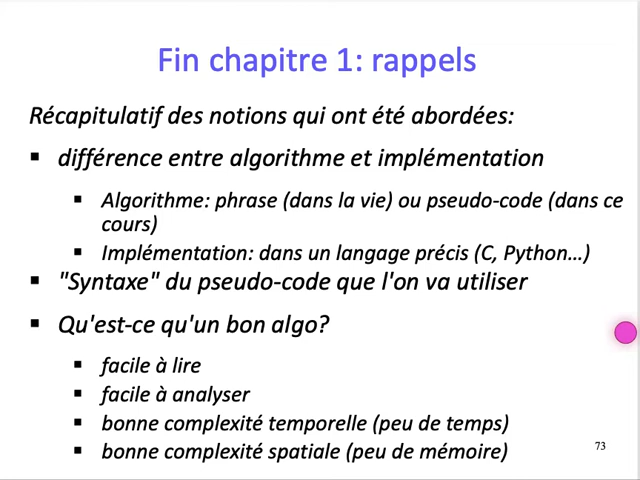 Fin chapitre 1: rappels
Récapitulatif des notions qui ont été abordées:
▪ différence entre algorithme et implémentation
▪ Algorithme: phrase (dans la vie) ou pseudo-code (dans ce
cours)
▪ Implémentation: dans un langage précis (C, Python…)
▪ "Syntaxe" du pseudo-code que l'on va utiliser
▪ Qu'est-ce qu'un bon algo?
▪ facile à lire
▪ facile à analyser
▪ bonne complexité temporelle (peu de temps)
▪ bonne complexité spatiale (peu de mémoire)
73